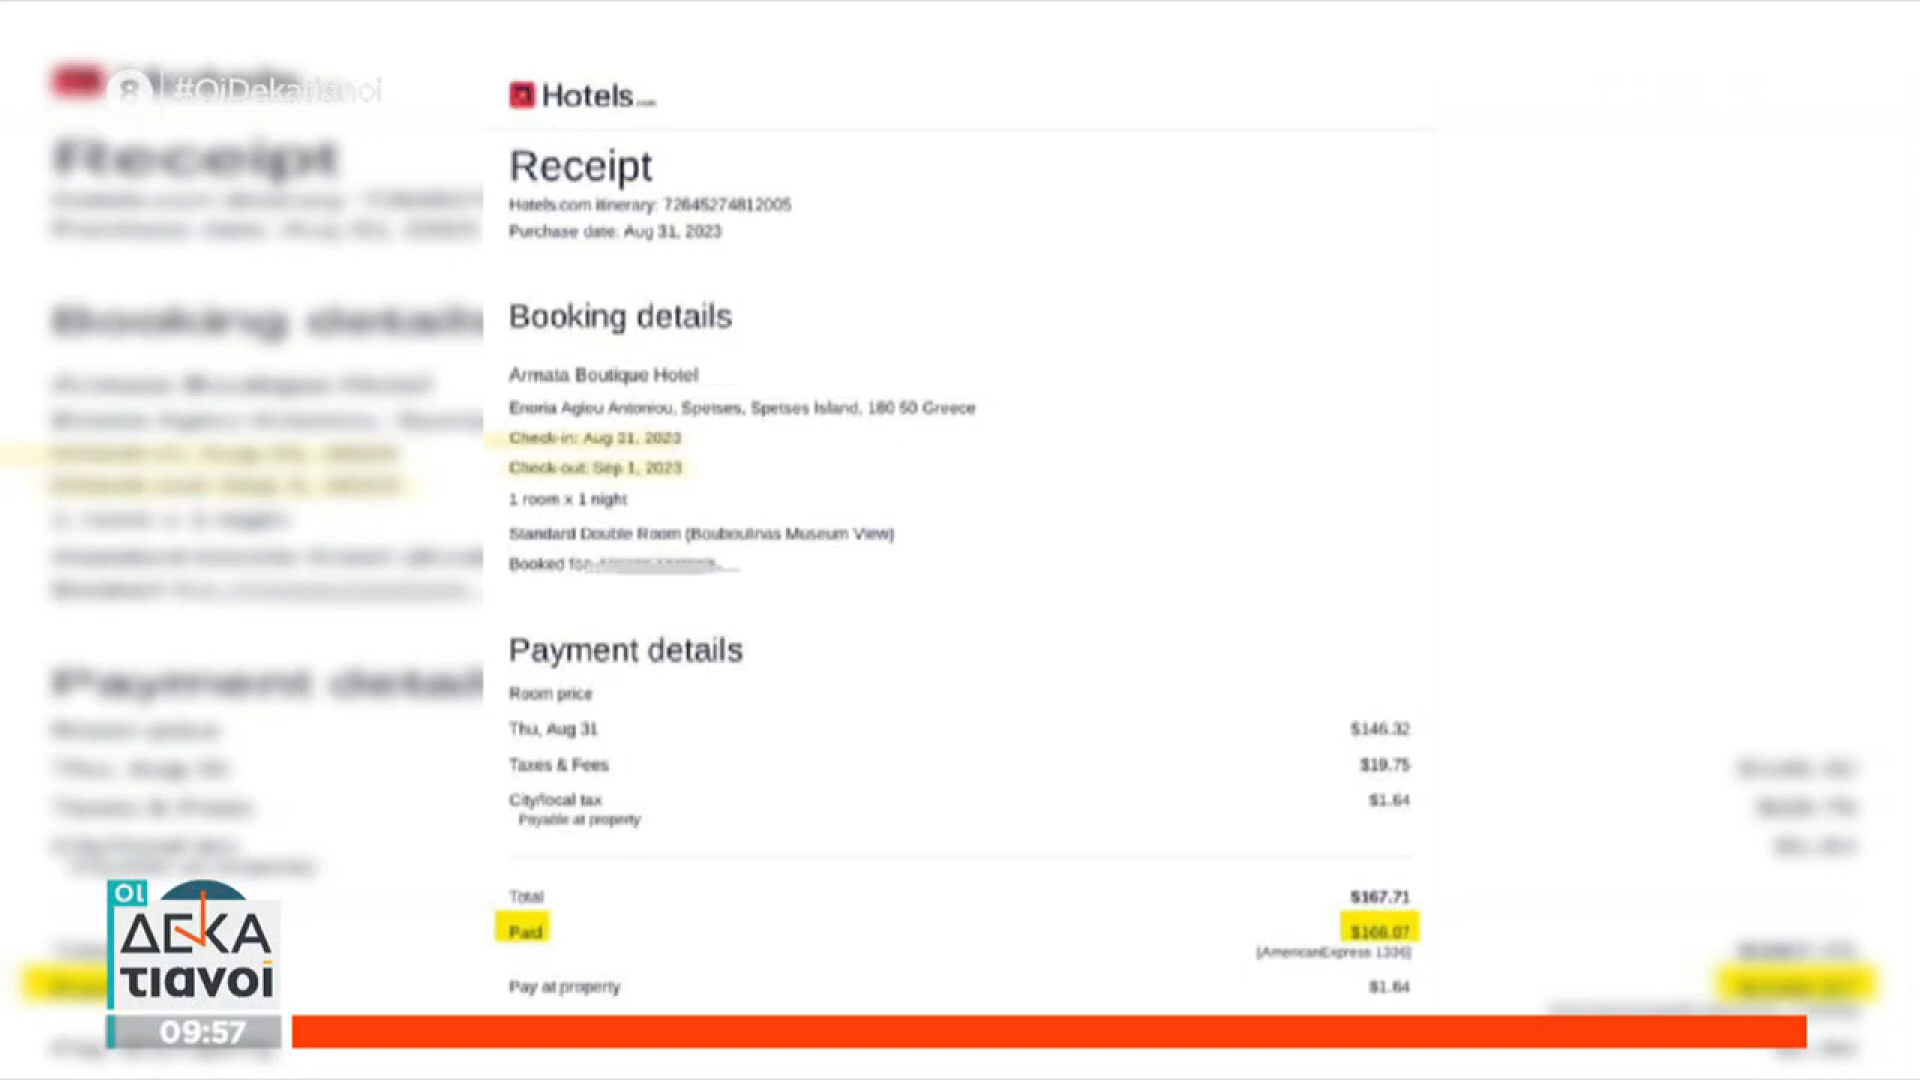 #OiDekatianoi
Hotels.com
Receipt
Hotels.com itinerary: 72645274812005
Purchase date: Aug 31, 2023
Booking details
Armata Boutique Hotel
Enoria Agiou Antoniou, Spetses, Spetses Island, 180 50 Greece
Check-in: Aug 31, 2023
Check-out: Sep 1, 2023
1 room x 1 night
Standard Double Room (Bouboulinas Museum View)
Booked for:
Payment details
Room price
Thu, Aug 31 $146.32
Taxes & Fees $19.75
City/local tax $1.64
Payable at property
Total $167.71
Paid $166.07
[AmericanExpress 1336]
Pay at property $1.64
οι
ΔΕΚΑ
τιανοί
09:57